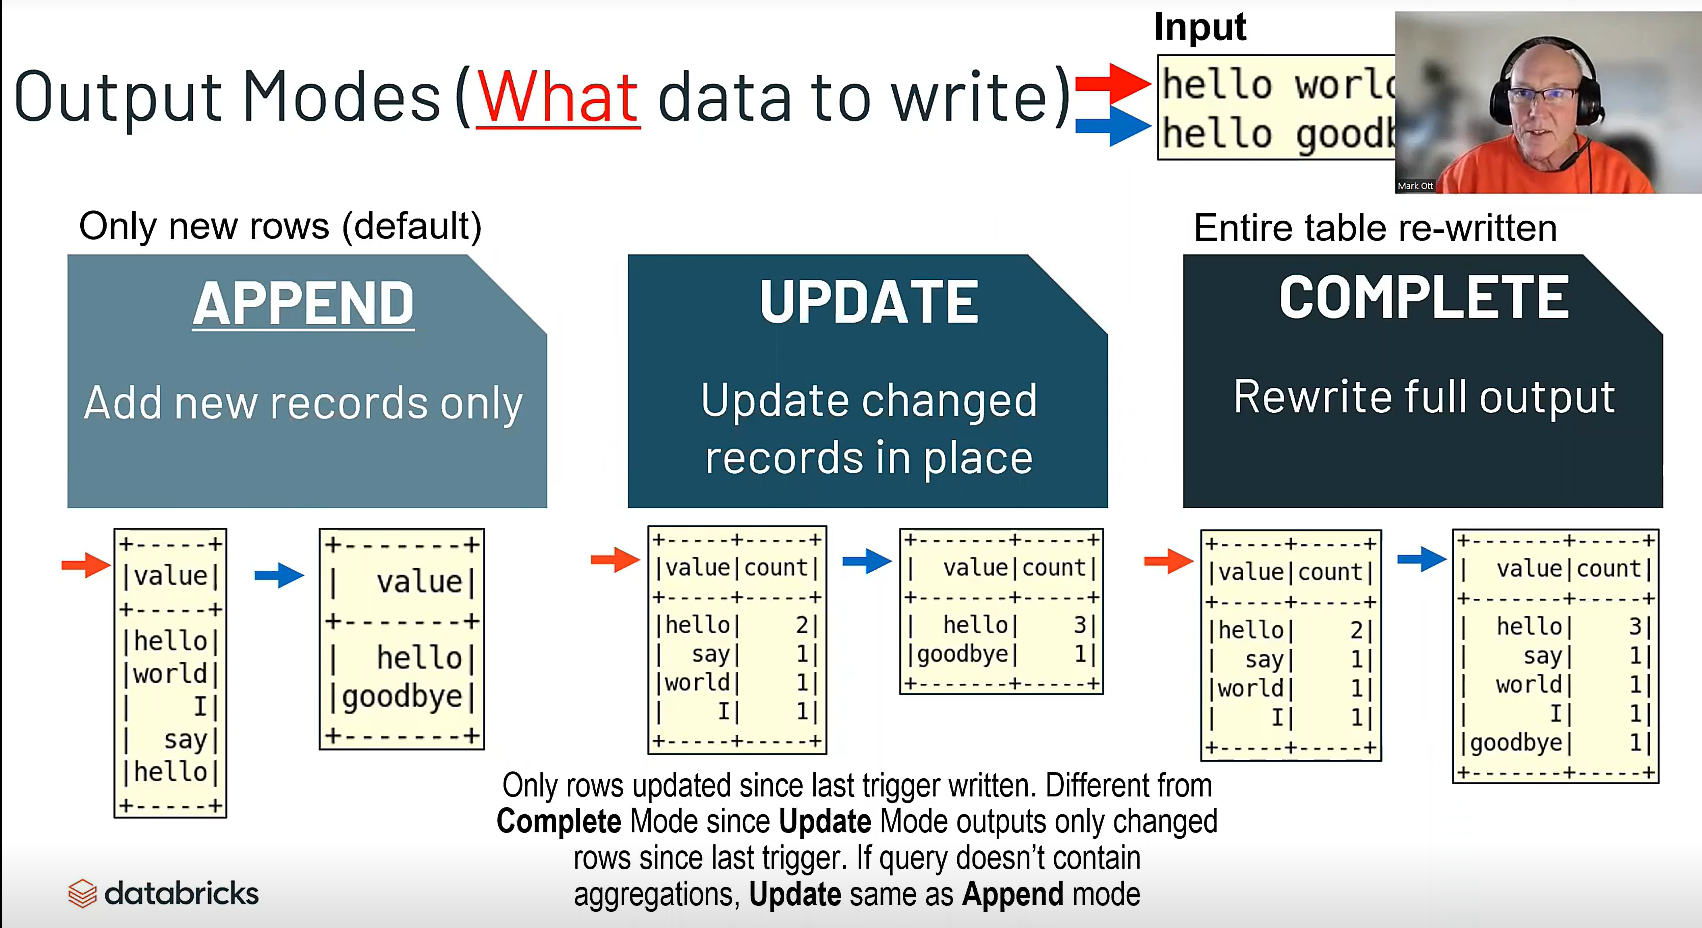 Input
Output Modes (What data to write)
hello
hello
Mark Ott
Only new rows (default)
APPEND
Add new records only
UPDATE
Update changed
records in place
Entire table re-written
COMPLETE
Rewrite full output
+-----+
|value|
+-----+
|hello|
|world|
| I|
| say|
|hello|
+-----+
+-------+
| value|
+-------+
| hello|
|goodbye|
+-------+
+-----+-----+
|value|count|
+-----+-----+
|hello| 2|
| say| 1|
|world| 1|
| I| 1|
+-----+-----+
+-------+-----+
| value|count|
+-------+-----+
| hello| 3|
|goodbye| 1|
+-------+-----+
+-----+-----+
|value|count|
+-----+-----+
|hello| 2|
| say| 1|
|world| 1|
| I| 1|
+-----+-----+
+-------+-----+
| value|count|
+-------+-----+
| hello| 3|
| say| 1|
| world| 1|
| I| 1|
|goodbye| 1|
+-------+-----+
Only rows updated since last trigger written. Different from
Complete Mode since Update Mode outputs only changed
rows since last trigger. If query doesn't contain
aggregations, Update same as Append mode
databricks